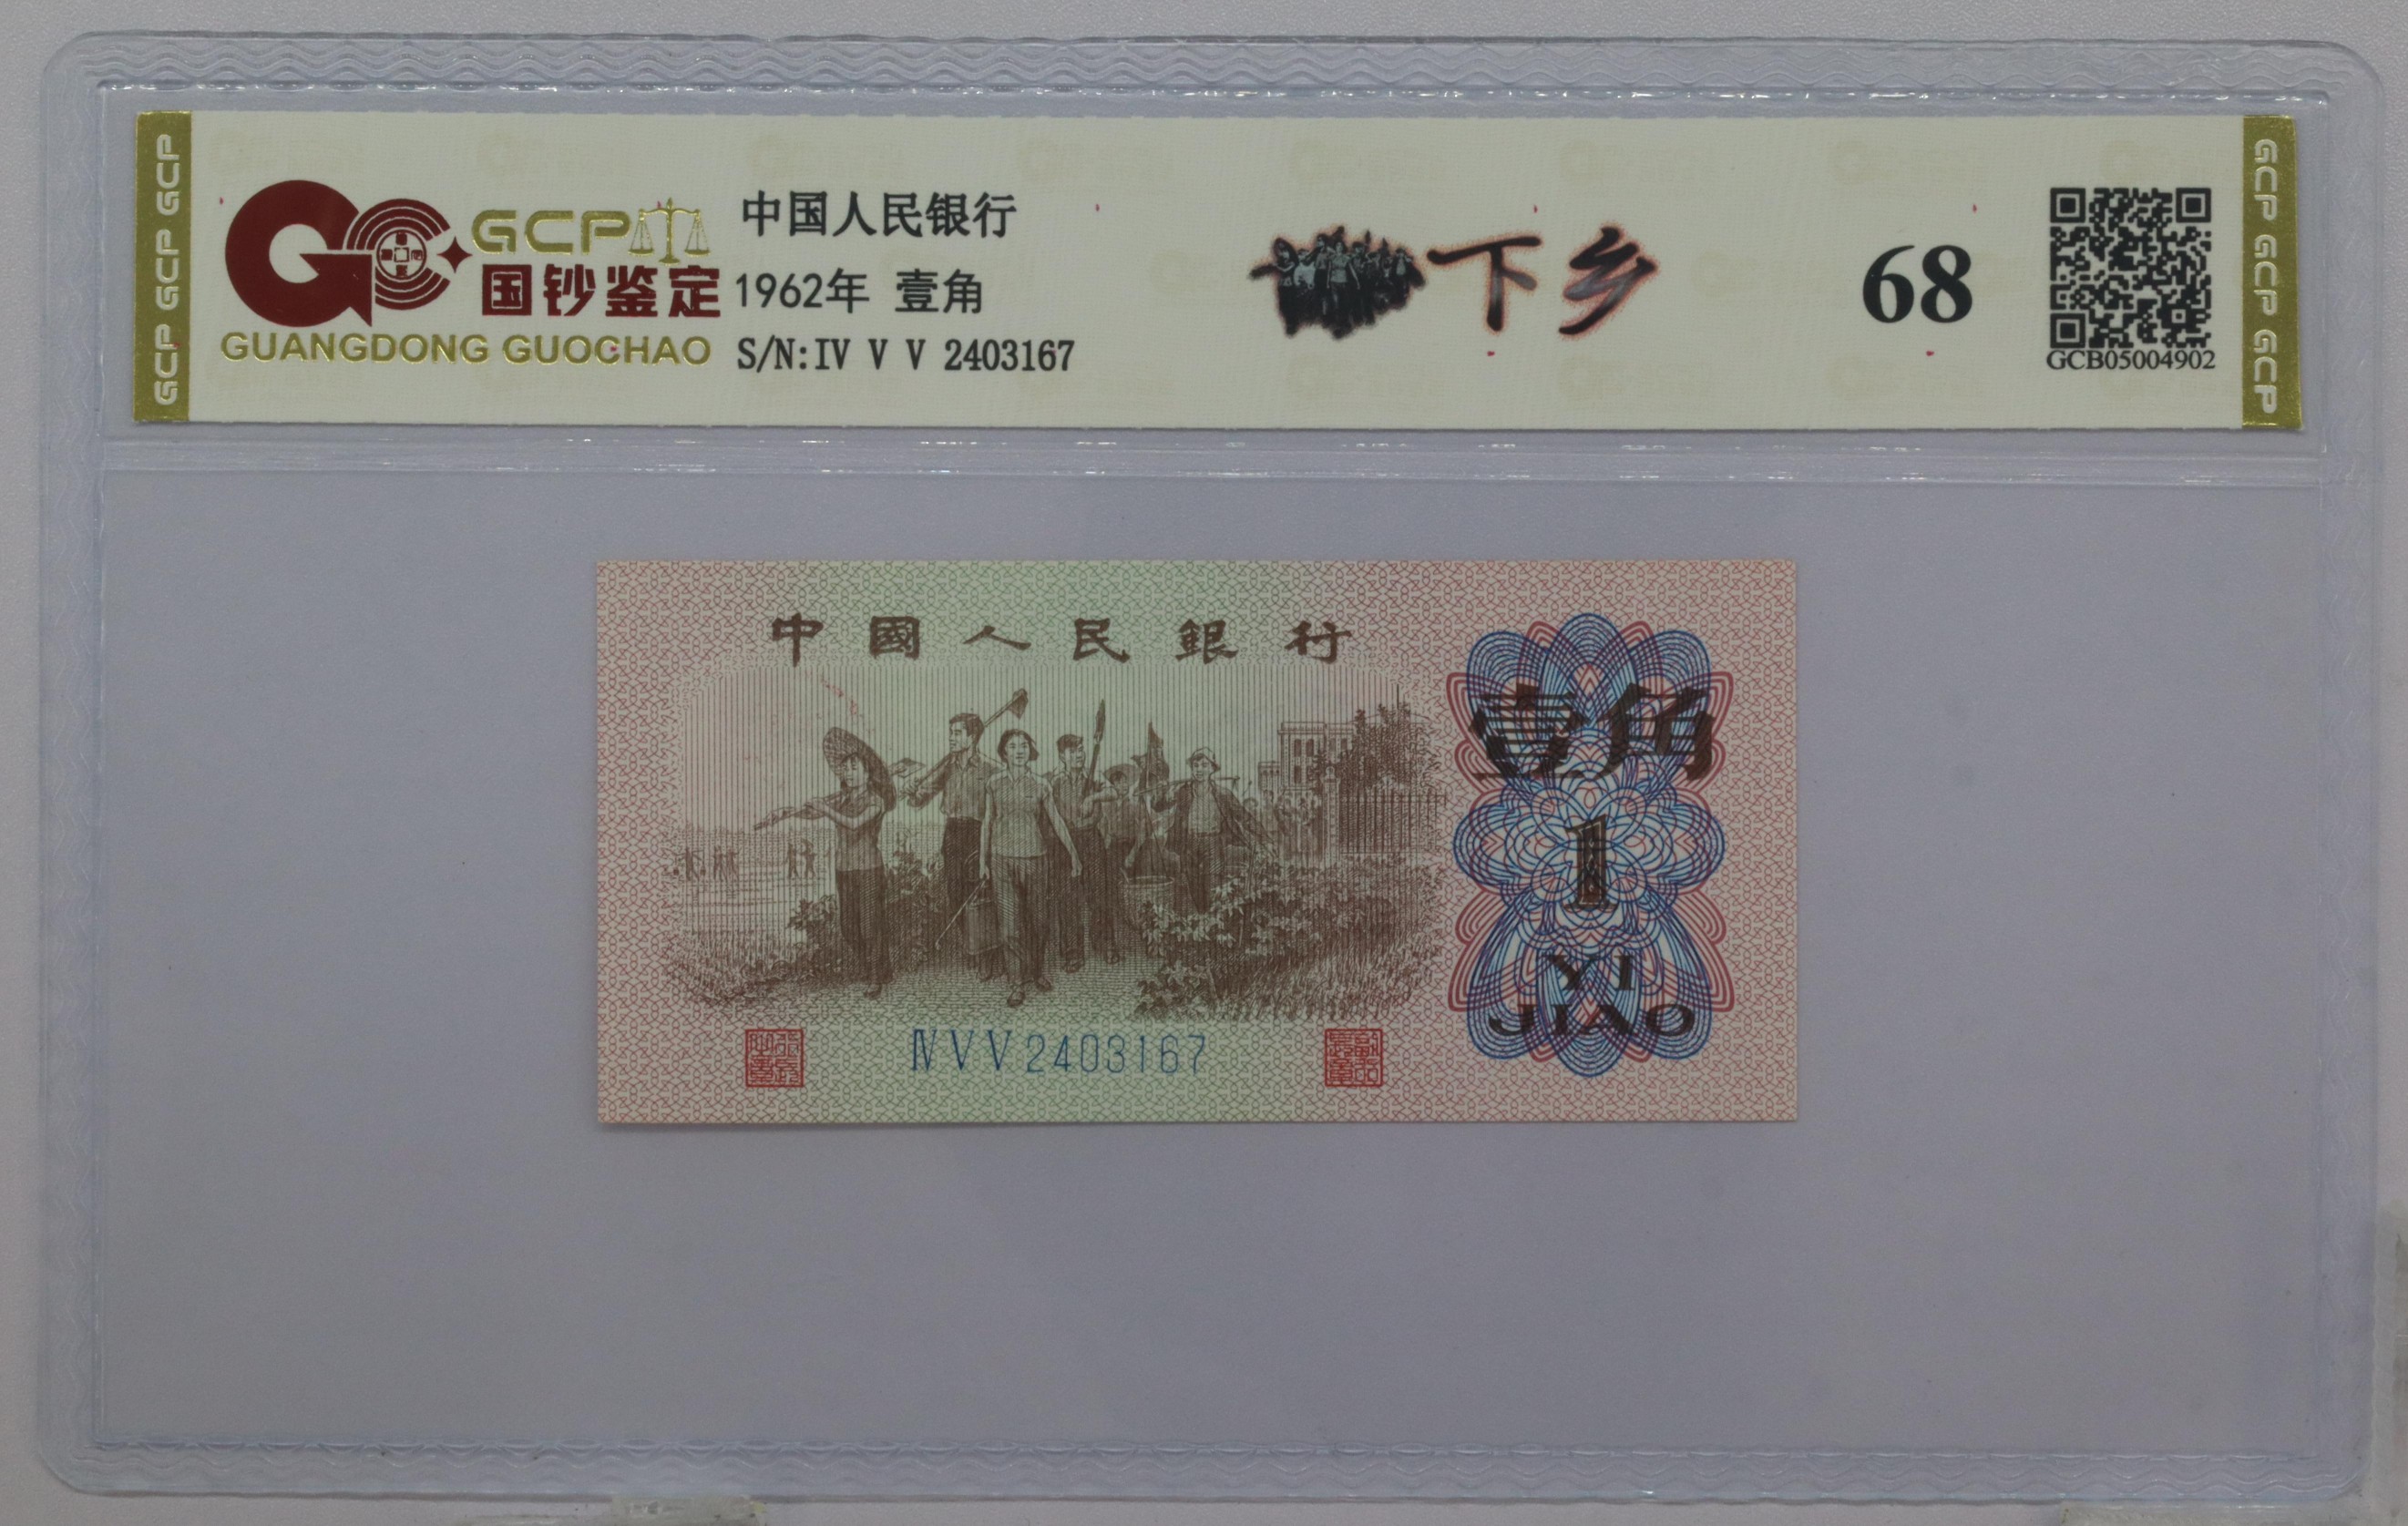 GCP GCP GCP
GCP
国钞鉴定
GUANGDONG GUOCHAO
中国人民银行
1962年 壹角
S/N:IV V V 2403167
下乡
68
GCB05004902
GCP GCP GCP
中國人民銀行
壹角
1
YI
JIAO
ⅣⅤⅤ2403167